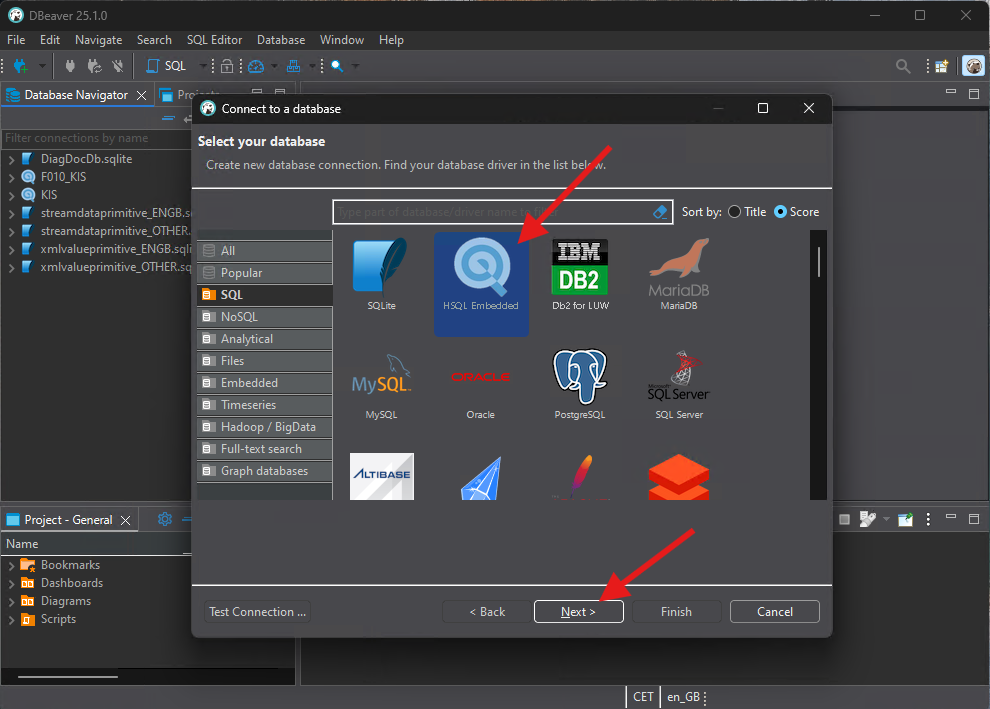 DBeaver 25.1.0
File Edit Navigate Search SQL Editor Database Window Help
SQL
Database Navigator
Filter connections by name
DiagDocDb.sqlite
F010_KIS
KIS
streamdataprimitive_ENGB.s
streamdataprimitive_OTHER.
xmlvalueprimitive_ENGB.sqli
xmlvalueprimitive_OTHER.sq
Connect to a database
Select your database
Create new database connection. Find your database driver in the list below.
Type part of database/driver name to filter
Sort by: Title Score
All
Popular
SQL
NoSQL
Analytical
Files
Embedded
Timeseries
Hadoop / BigData
Full-text search
Graph databases
SQLite
HSQL Embedded
IBM
DB2
Db2 for LUW
MariaDB
MariaDB
MySQL
MySQL
ORACLE
Oracle
PostgreSQL
Microsoft
SQL Server
SQL Server
ALTIBASE
Test Connection ...
< Back
Next >
Finish
Cancel
Project - General
Name
Bookmarks
Dashboards
Diagrams
Scripts
CET
en_GB